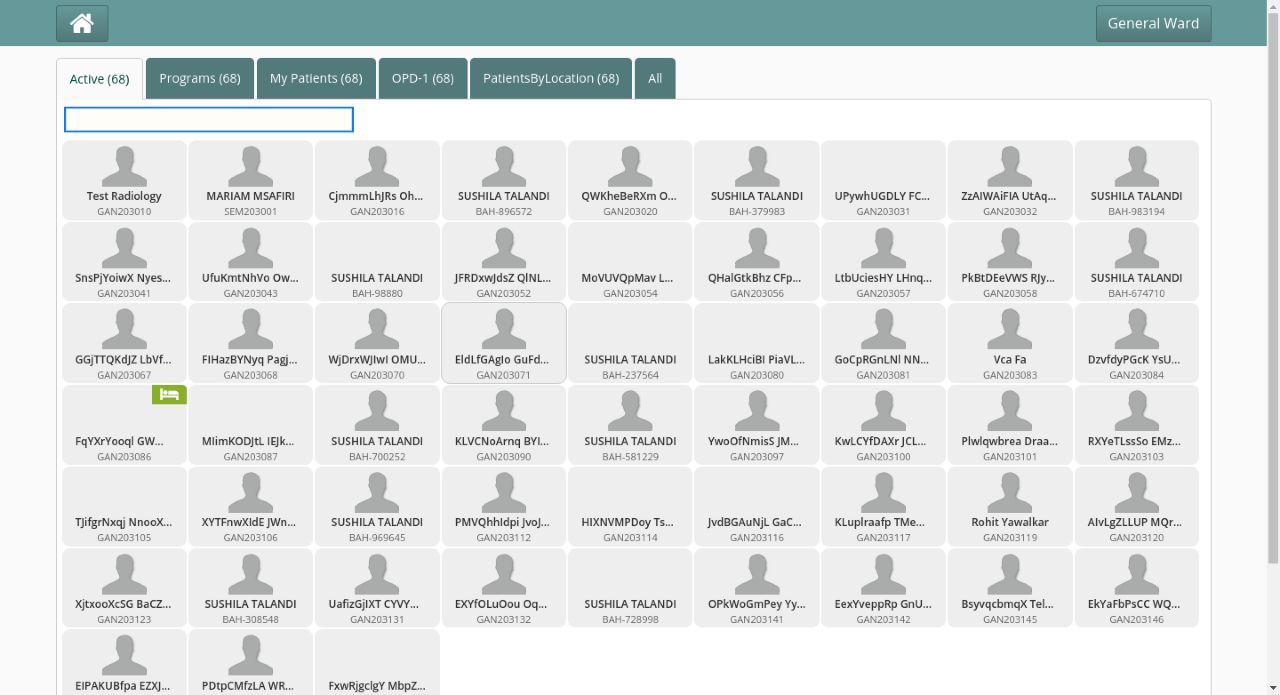 General Ward
Active (68)
Programs (68)
My Patients (68)
OPD-1 (68)
PatientsByLocation (68)
All
Test Radiology
GAN203010
MARIAM MSAFIRI
SEM203001
CjmmmLhJRs Oh...
GAN203016
SUSHILA TALANDI
BAH-896572
QWKheBeRXm O...
GAN203020
SUSHILA TALANDI
BAH-379983
UPywhUGDLY FC...
GAN203031
ZzAIWAiFIA UtAq...
GAN203032
SUSHILA TALANDI
BAH-983194
SnsPjYoiwX Nyes...
GAN203041
UfuKmtNhVo Ow...
GAN203043
SUSHILA TALANDI
BAH-98880
JFRDxwJdsZ QlNL...
GAN203052
MoVUVQpMav L...
GAN203054
QHalGtkBhz CFp...
GAN203056
LtbUciesHY LHnq...
GAN203057
PkBtDEeVWS RJy...
GAN203058
SUSHILA TALANDI
BAH-674710
GGjTTQKdJZ LbVf...
GAN203067
FIHazBYNyq Pagj...
GAN203068
WjDrxWJIwI OMU...
GAN203070
EldLfGAgIo GuFd...
GAN203071
SUSHILA TALANDI
BAH-237564
LakKLHciBI PiaVL...
GAN203080
GoCpRGnLNl NN...
GAN203081
Vca Fa
GAN203083
DzvfdyPGcK YsU...
GAN203084
FqYXrYooql GW...
GAN203086
MIimKODJtL IEJk...
GAN203087
SUSHILA TALANDI
BAH-700252
KLVCNoArnq BYI...
GAN203090
SUSHILA TALANDI
BAH-581229
YwoOfNmisS JM...
GAN203097
KwLCYfDAXr JCL...
GAN203100
Plwlqwbrea Draa...
GAN203101
RXYeTLssSo EMz...
GAN203103
TJifgrNxqj NnooX...
GAN203105
XYTFnwXIdE JWn...
GAN203106
SUSHILA TALANDI
BAH-969645
PMVQhhIdpi JvoJ...
GAN203112
HIXNVMPDoy Ts...
GAN203114
JvdBGAuNjL GaC...
GAN203116
KLuplraafp TMe...
GAN203117
Rohit Yawalkar
GAN203119
AIvLgZLLUP MQr...
GAN203120
XjtxooXcSG BaCZ...
GAN203123
SUSHILA TALANDI
BAH-308548
UafizGjIXT CYVY...
GAN203131
EXYfOLuOou Oq...
GAN203132
SUSHILA TALANDI
BAH-728998
OPkWoGmPey Yy...
GAN203141
EexYveppRp GnU...
GAN203142
BsyvqcbmqX Tel...
GAN203145
EkYaFbPsCC WQ...
GAN203146
EIPAKUBfpa EZXJ...
PDtpCMfzLA WR...
FxwRjgclgY MbpZ...